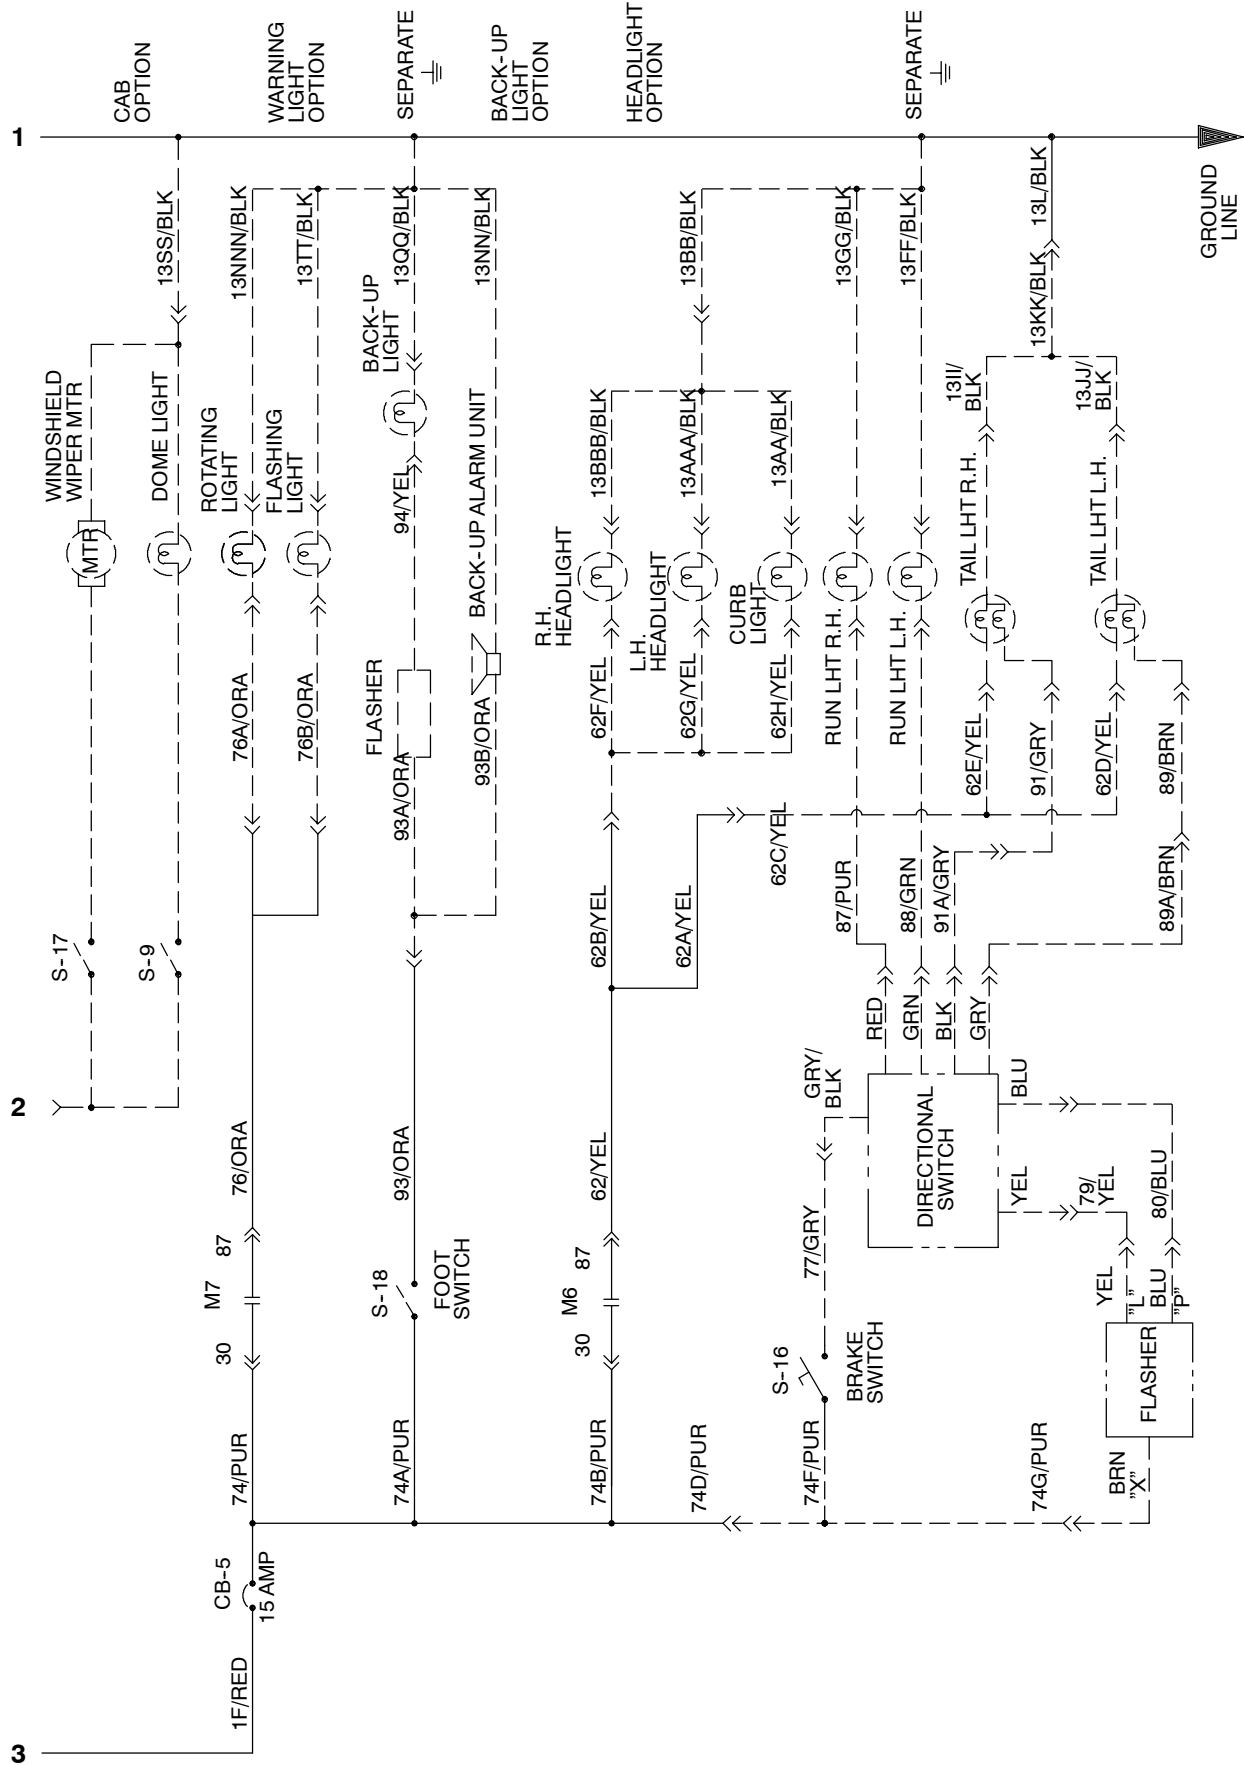 1
2
3
CAB
OPTION
WARNING
LIGHT
OPTION
SEPARATE
BACK-UP
LIGHT
OPTION
HEADLIGHT
OPTION
SEPARATE
GROUND
LINE
13SS/BLK
13NNN/BLK
13TT/BLK
13QQ/BLK
13NN/BLK
13BB/BLK
13GG/BLK
13FF/BLK
13L/BLK
13KK/BLK
13II/
BLK
13JJ/
BLK
WINDSHIELD
WIPER MTR
MTR
DOME LIGHT
ROTATING
LIGHT
FLASHING
LIGHT
BACK-UP
LIGHT
94/YEL
BACK-UP ALARM UNIT
13BBB/BLK
13AAA/BLK
13AA/BLK
R.H.
HEADLIGHT
L.H.
HEADLIGHT
CURB
LIGHT
RUN LHT R.H.
RUN LHT L.H.
TAIL LHT R.H.
TAIL LHT L.H.
76A/ORA
76B/ORA
FLASHER
93A/ORA
93B/ORA
62F/YEL
62G/YEL
62H/YEL
62E/YEL
91/GRY
62D/YEL
89/BRN
S-17
S-9
62B/YEL
62A/YEL
62C/YEL
87/PUR
88/GRN
91A/GRY
89A/BRN
RED
GRN
BLK
GRY
GRY/
BLK
DIRECTIONAL
SWITCH
BLU
YEL
76/ORA
93/ORA
62/YEL
77/GRY
79/
YEL
80/BLU
87
M7
30
S-18
FOOT
SWITCH
87
M6
30
S-16
BRAKE
SWITCH
YEL
"L"
BLU
"P"
FLASHER
BRN
"X"
74/PUR
74A/PUR
74B/PUR
74D/PUR
74F/PUR
74G/PUR
CB-5
15 AMP
1F/RED